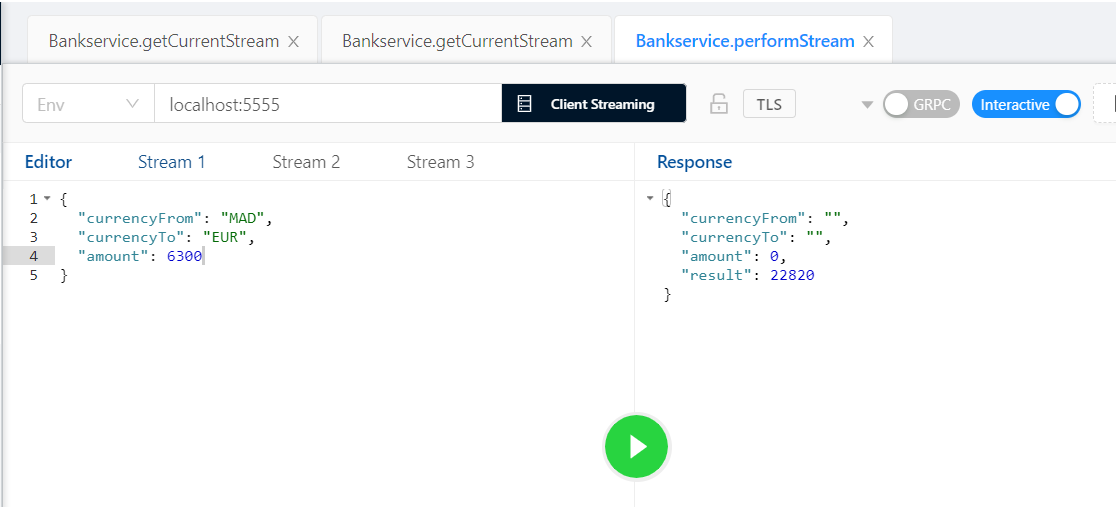 Bankservice.getCurrentStream Bankservice.getCurrentStream Bankservice.performStream
Env localhost:5555 Client Streaming TLS GRPC Interactive
Editor Stream 1 Stream 2 Stream 3 Response
1 {
2 "currencyFrom": "MAD",
3 "currencyTo": "EUR",
4 "amount": 6300
5 }
{
"currencyFrom": "",
"currencyTo": "",
"amount": 0,
"result": 22820
}